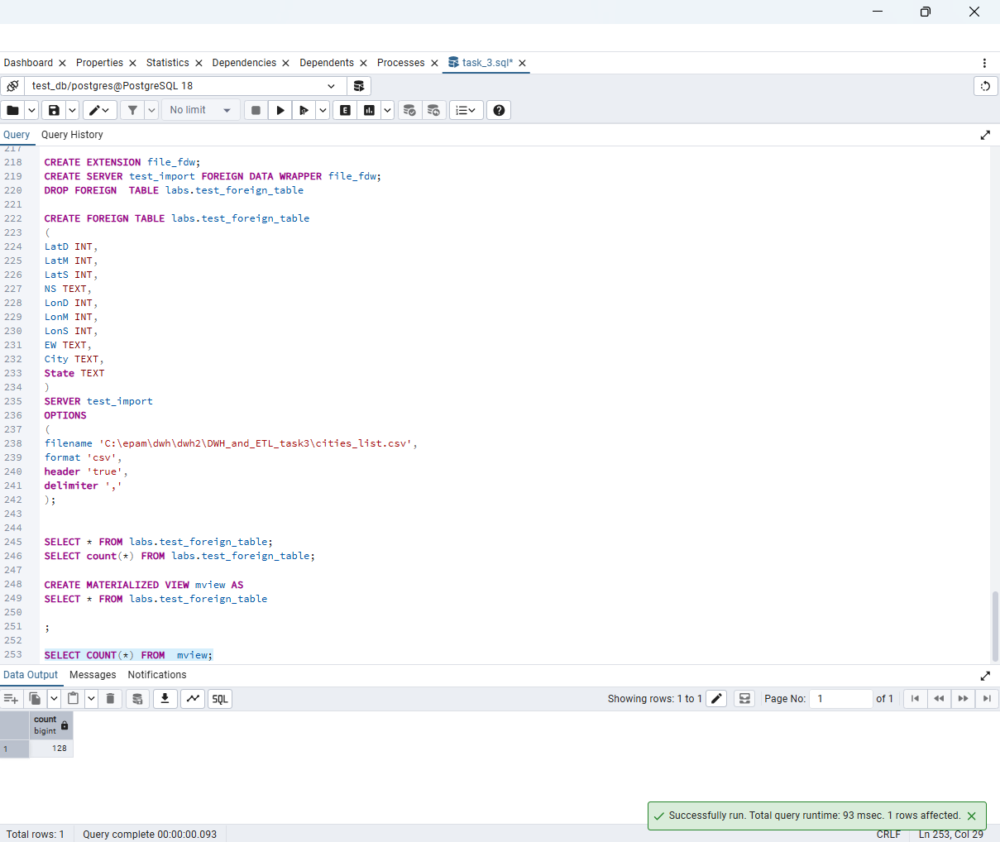 Dashboard
Properties
Statistics
Dependencies
Dependents
Processes
task_3.sql*
test_db/postgres@PostgreSQL 18
No limit
E
Query
Query History
217
218 CREATE EXTENSION file_fdw;
219 CREATE SERVER test_import FOREIGN DATA WRAPPER file_fdw;
220 DROP FOREIGN  TABLE labs.test_foreign_table
221
222 CREATE FOREIGN TABLE labs.test_foreign_table
223 (
224 LatD INT,
225 LatM INT,
226 LatS INT,
227 NS TEXT,
228 LonD INT,
229 LonM INT,
230 LonS INT,
231 EW TEXT,
232 City TEXT,
233 State TEXT
234 )
235 SERVER test_import
236 OPTIONS
237 (
238 filename 'C:\epam\dwh\dwh2\DWH_and_ETL_task3\cities_list.csv',
239 format 'csv',
240 header 'true',
241 delimiter ','
242 );
243
244
245 SELECT * FROM labs.test_foreign_table;
246 SELECT count(*) FROM labs.test_foreign_table;
247
248 CREATE MATERIALIZED VIEW mview AS
249 SELECT * FROM labs.test_foreign_table
250
251 ;
252
253 SELECT COUNT(*) FROM  mview;
Data Output
Messages
Notifications
SQL
Showing rows: 1 to 1
Page No: 1 of 1
count
bigint
1 128
Successfully run. Total query runtime: 93 msec. 1 rows affected.
Total rows: 1
Query complete 00:00:00.093
CRLF
Ln 253, Col 29